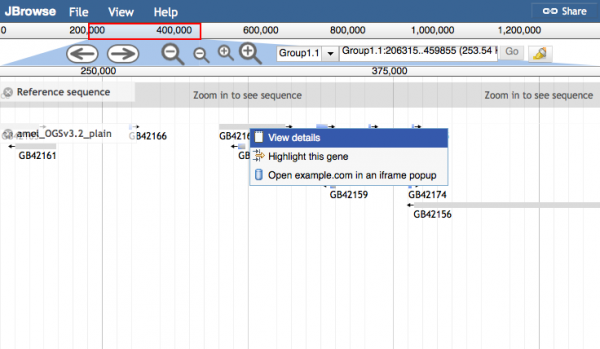 JBrowse File View Help Share
0 200,000 400,000 600,000 800,000 1,000,000 1,200,000
Group1.1 Group1.1:206315..459855 (253.54 Go
250,000 375,000
Reference sequence Zoom in to see sequence Zoom in to see sequence
amel_OGSv3.2_plain GB42166
GB42161
View details
Highlight this gene
Open example.com in an iframe popup
GB42159 GB42174
GB42156